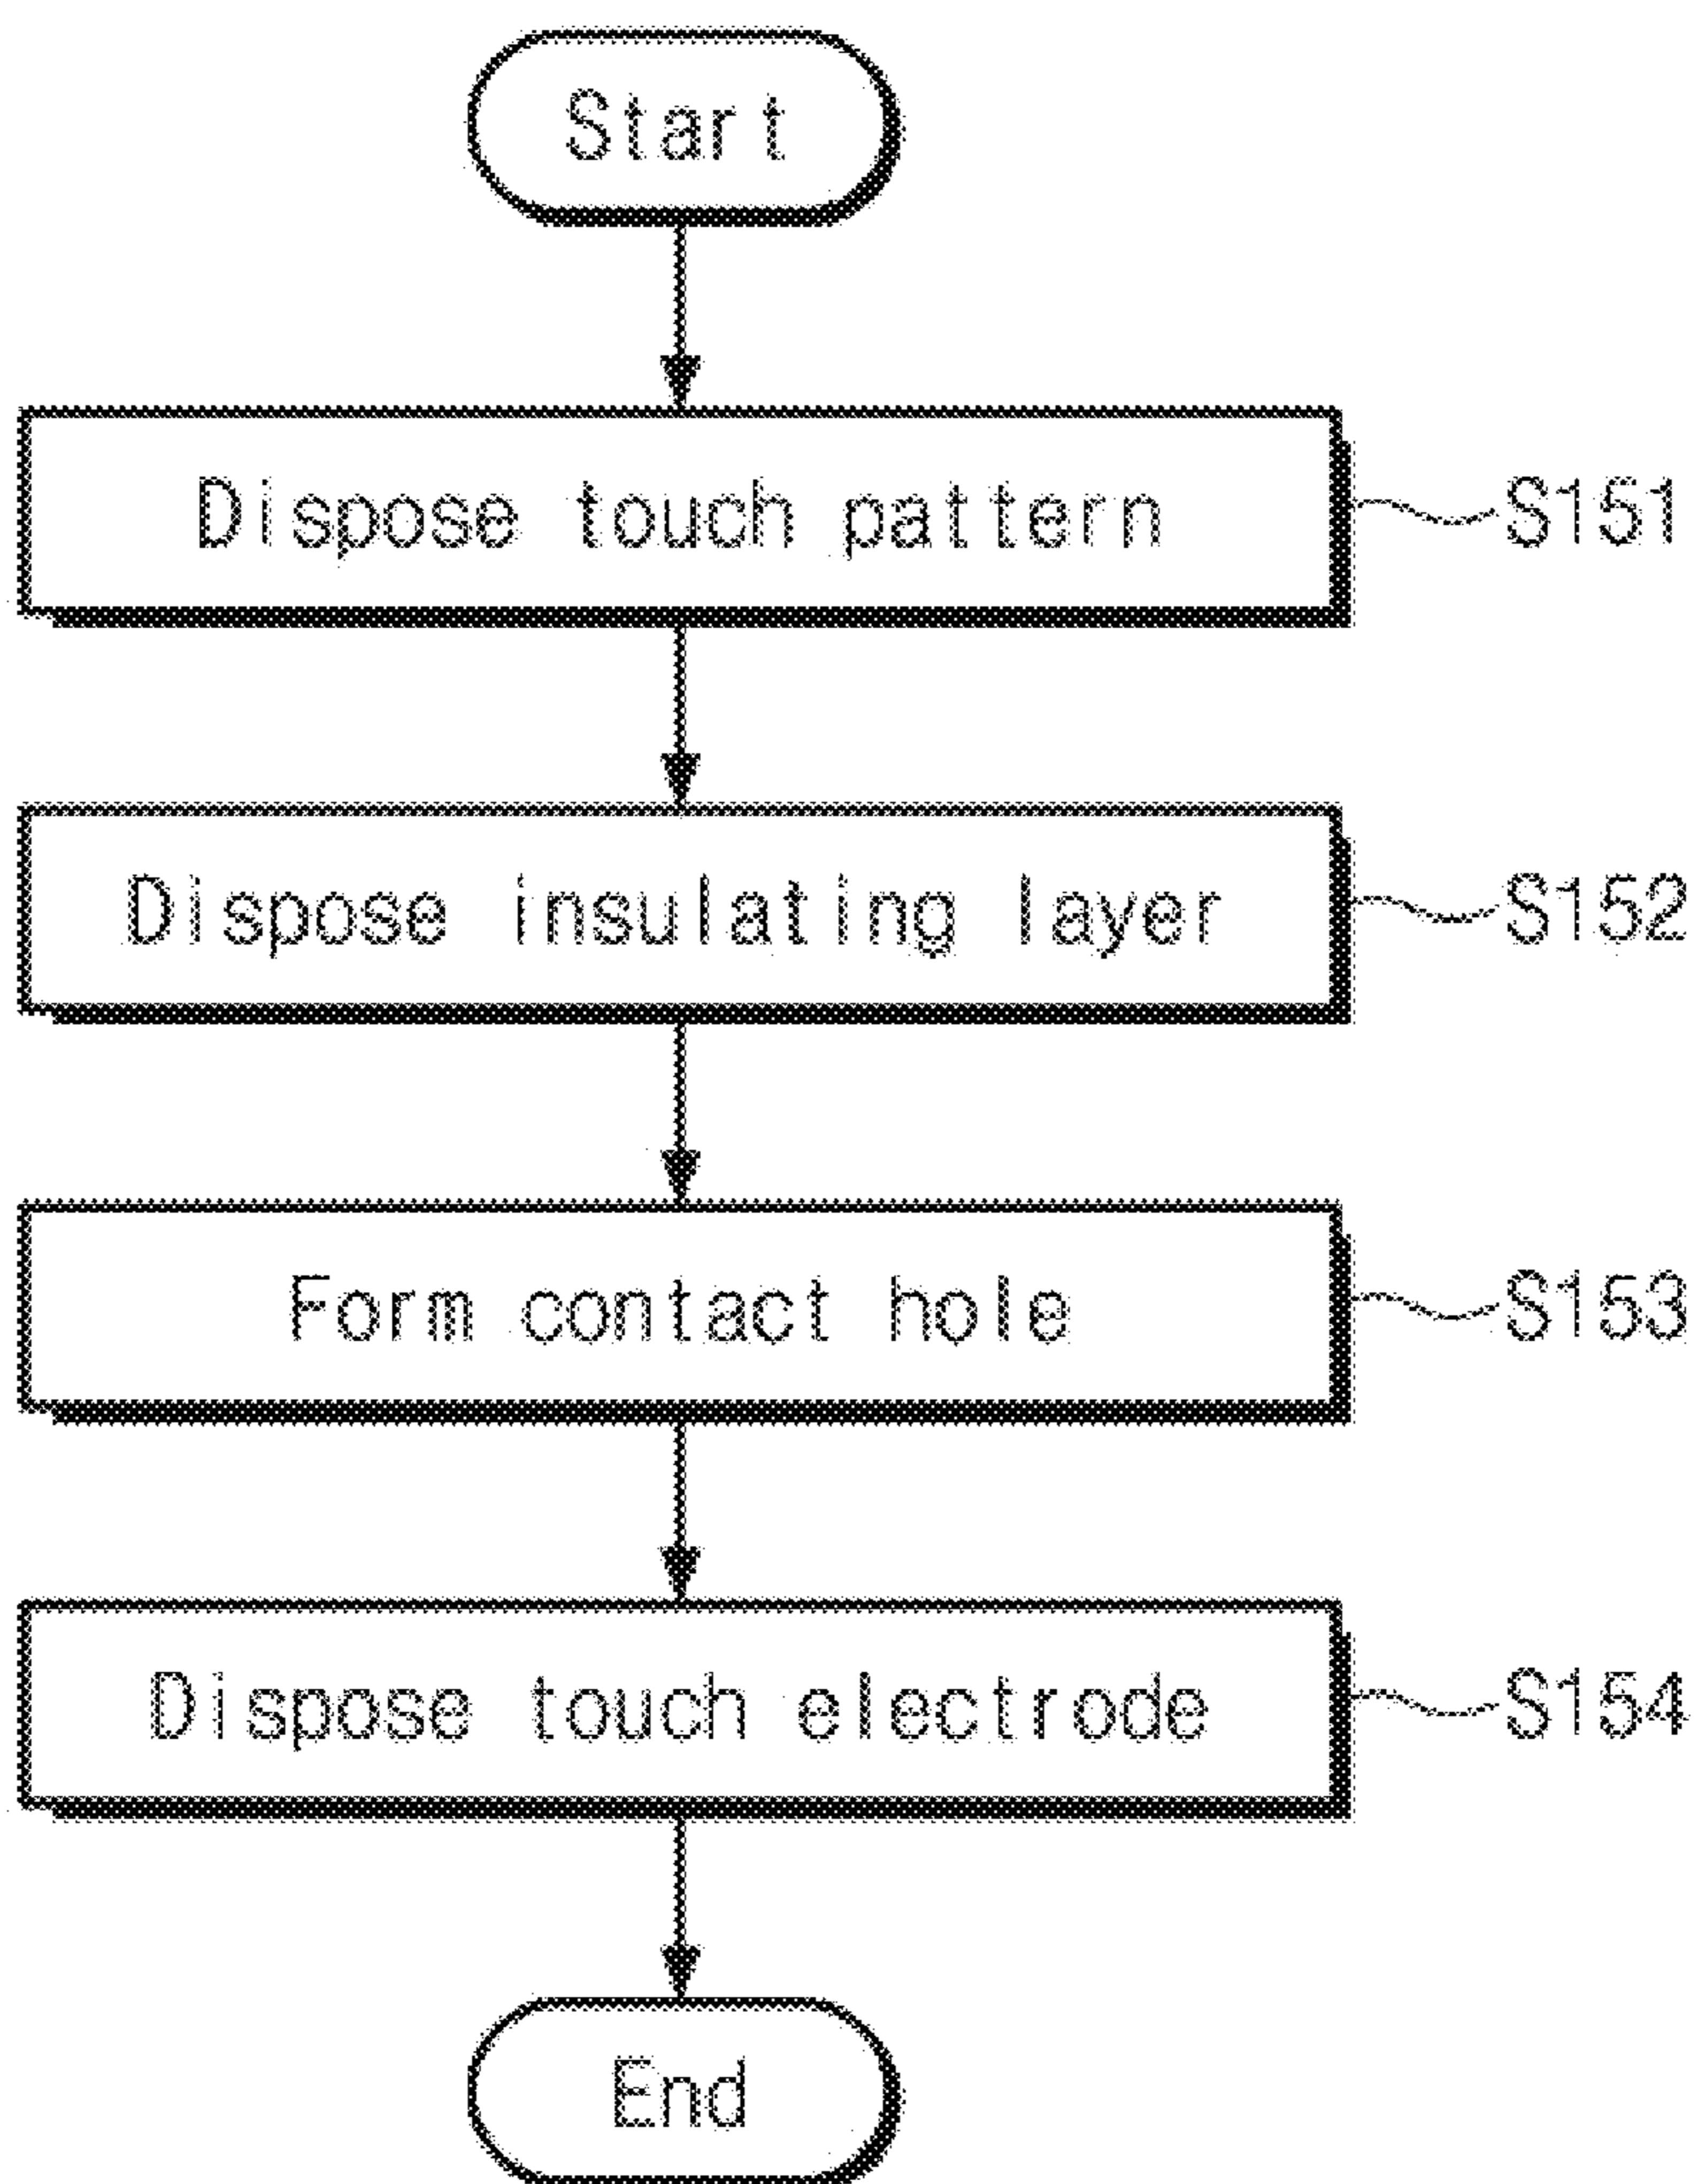 Start
Dispose touch pattern
S151
Dispose insulating layer
S152
Form contact hole
S153
Dispose touch electrode
S154
End